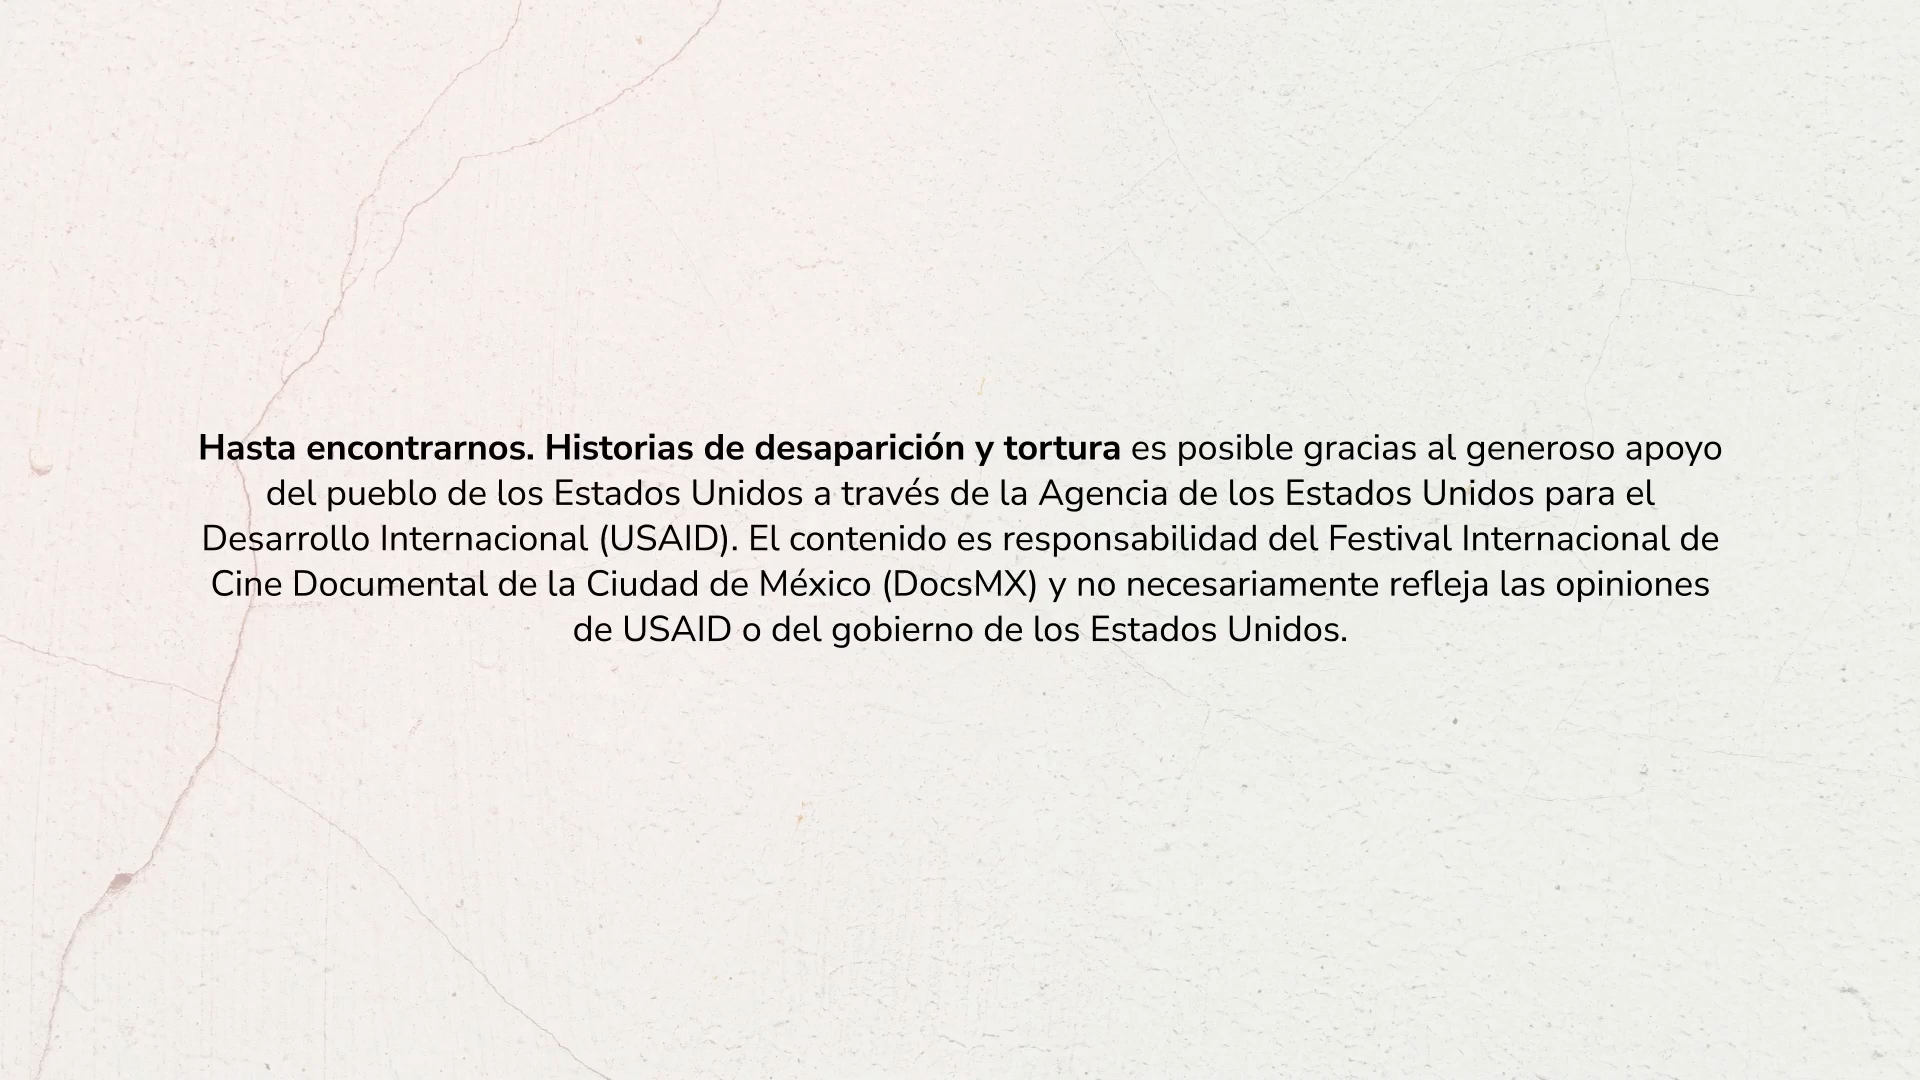 Hasta encontrarnos. Historias de desaparición y tortura es posible gracias al generoso apoyo
del pueblo de los Estados Unidos a través de la Agencia de los Estados Unidos para el
Desarrollo Internacional (USAID). El contenido es responsabilidad del Festival Internacional de
Cine Documental de la Ciudad de México (DocsMX) y no necesariamente refleja las opiniones
de USAID o del gobierno de los Estados Unidos.